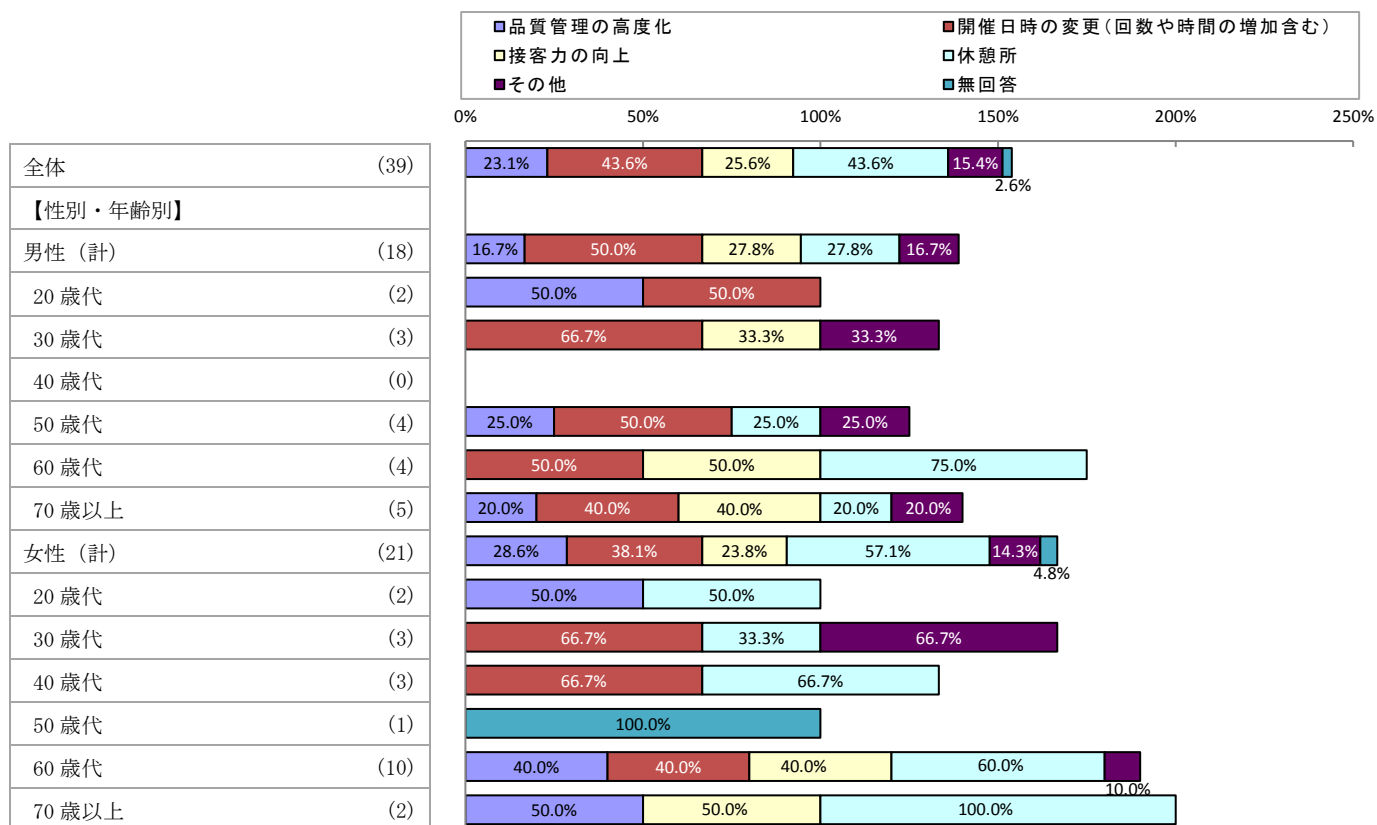 品質管理の高度化 開催日時の変更(回数や時間の増加含む)
接客力の向上 休憩所
その他 無回答
0% 50% 100% 150% 200% 250%
全体 (39) 23.1% 43.6% 25.6% 43.6% 15.4%
2.6%
【性別・年齢別】
男性(計) (18) 16.7% 50.0% 27.8% 27.8% 16.7%
20 歳代 (2) 50.0% 50.0%
30 歳代 (3) 66.7% 33.3% 33.3%
40 歳代 (0)
50 歳代 (4) 25.0% 50.0% 25.0% 25.0%
60 歳代 (4) 50.0% 50.0% 75.0%
70 歳以上 (5) 20.0% 40.0% 40.0% 20.0% 20.0%
女性(計) (21) 28.6% 38.1% 23.8% 57.1% 14.3%
4.8%
20 歳代 (2) 50.0% 50.0%
30 歳代 (3) 66.7% 33.3% 66.7%
40 歳代 (3) 66.7% 66.7%
50 歳代 (1) 100.0%
60 歳代 (10) 40.0% 40.0% 40.0% 60.0%
10.0%
70 歳以上 (2) 50.0% 50.0% 100.0%